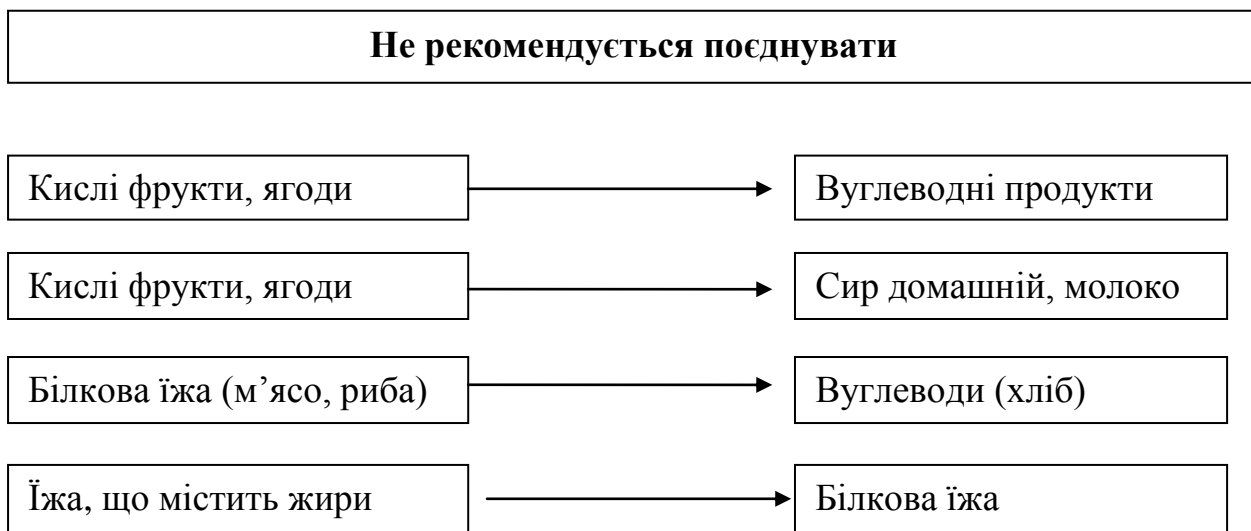 Не рекомендується поєднувати
Кислі фрукти, ягоди
Вуглеводні продукти
Кислі фрукти, ягоди
Сир домашній, молоко
Білкова їжа (м’ясо, риба)
Вуглеводи (хліб)
Їжа, що містить жири
Білкова їжа